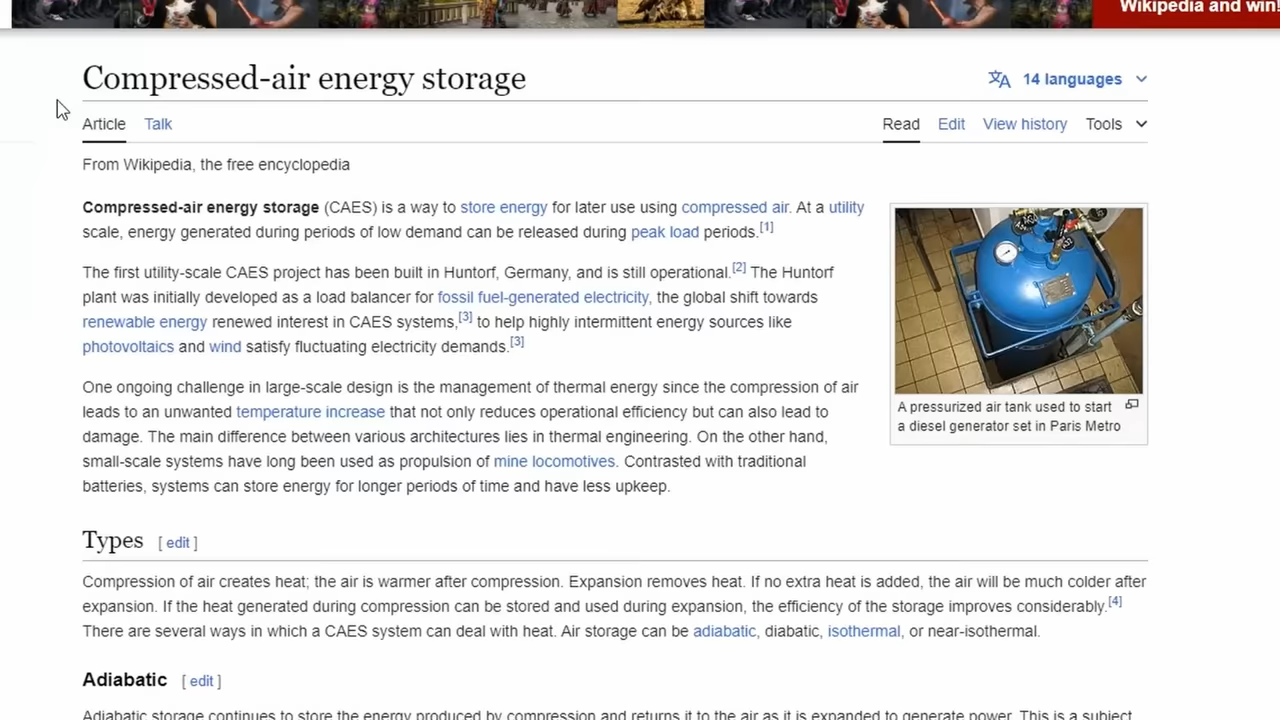 Wikipedia and win!
Compressed-air energy storage
14 languages
Article Talk
Read Edit View history Tools
From Wikipedia, the free encyclopedia
Compressed-air energy storage (CAES) is a way to store energy for later use using compressed air. At a utility
scale, energy generated during periods of low demand can be released during peak load periods.[1]
The first utility-scale CAES project has been built in Huntorf, Germany, and is still operational.[2] The Huntorf
plant was initially developed as a load balancer for fossil fuel-generated electricity, the global shift towards
renewable energy renewed interest in CAES systems,[3] to help highly intermittent energy sources like
photovoltaics and wind satisfy fluctuating electricity demands.[3]
One ongoing challenge in large-scale design is the management of thermal energy since the compression of air
leads to an unwanted temperature increase that not only reduces operational efficiency but can also lead to
damage. The main difference between various architectures lies in thermal engineering. On the other hand,
small-scale systems have long been used as propulsion of mine locomotives. Contrasted with traditional
batteries, systems can store energy for longer periods of time and have less upkeep.
A pressurized air tank used to start
a diesel generator set in Paris Metro
Types [ edit ]
Compression of air creates heat; the air is warmer after compression. Expansion removes heat. If no extra heat is added, the air will be much colder after
expansion. If the heat generated during compression can be stored and used during expansion, the efficiency of the storage improves considerably.[4]
There are several ways in which a CAES system can deal with heat. Air storage can be adiabatic, diabatic, isothermal, or near-isothermal.
Adiabatic [ edit ]
Adiabatic storage continues to store the energy produced by compression and returns it to the air as it is expanded to generate power. This is a subject